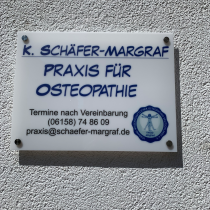 K. SCHÄFER-MARGRAF
PRAXIS FÜR
OSTEOPATHIE
Termine nach Vereinbarung
(06158) 74 86 09
praxis@schaefer-margraf.de